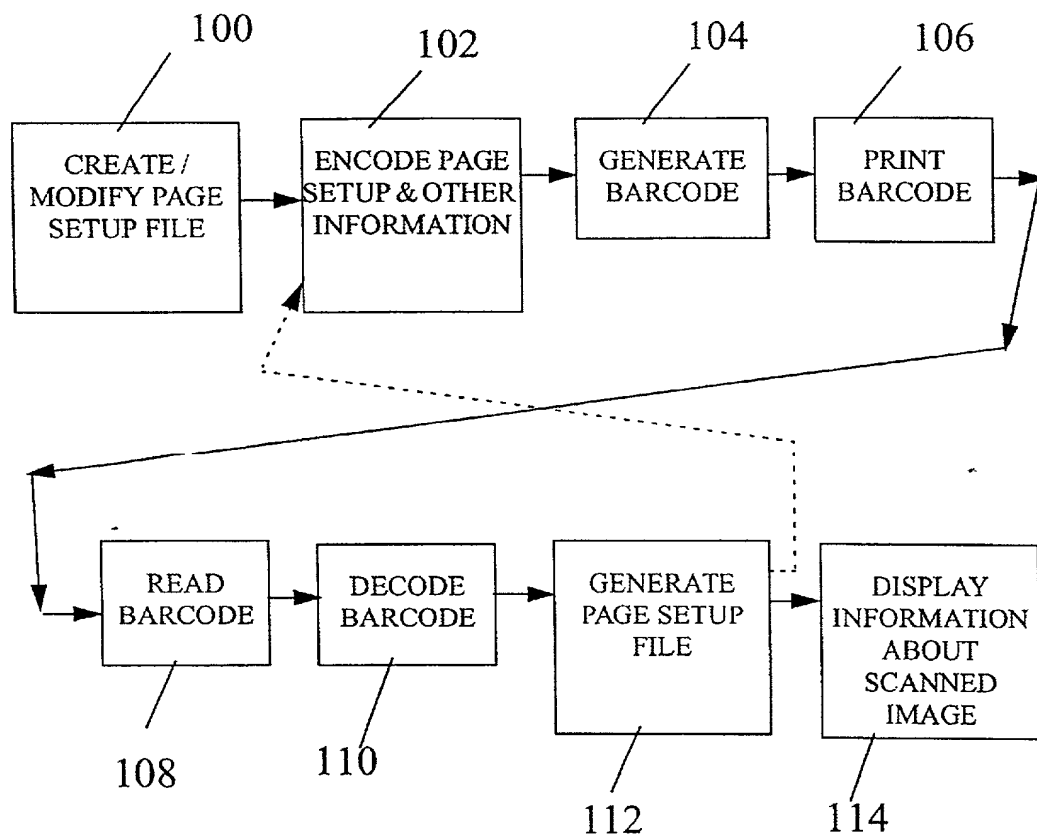 100
102
104
106
CREATE /
MODIFY PAGE
SETUP FILE
ENCODE PAGE
SETUP & OTHER
INFORMATION
GENERATE
BARCODE
PRINT
BARCODE
READ
BARCODE
DECODE
BARCODE
GENERATE
PAGE SETUP
FILE
DISPLAY
INFORMATION
ABOUT
SCANNED
IMAGE
108
110
112
114